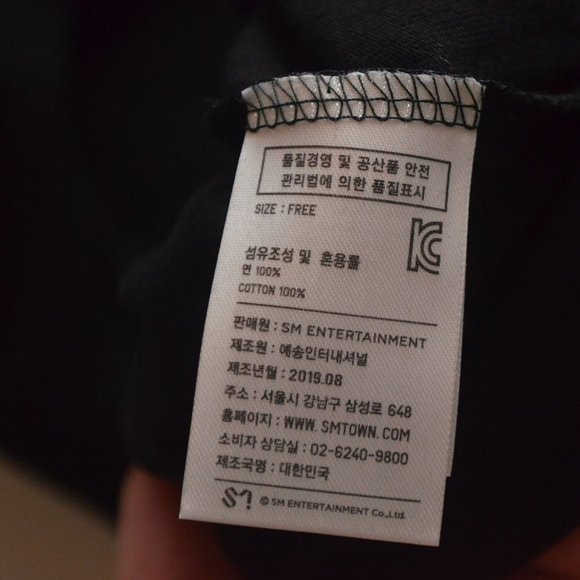 품질경영 및 공산품 안전
관리법에 의한 품질표시
SIZE : FREE
섬유조성 및 혼용률
면 100%
COTTON 100%
판매원 : SM ENTERTAINMENT
제조원 : 예송인터내셔널
제조년월 : 2019.08
주소 : 서울시 강남구 삼성로 648
홈페이지 : WWW. SMTOWN. COM
소비자 상담실 : 02-6240-9800
제조국명 : 대한민국
SM © SM ENTERTAINMENT Co.,Ltd.